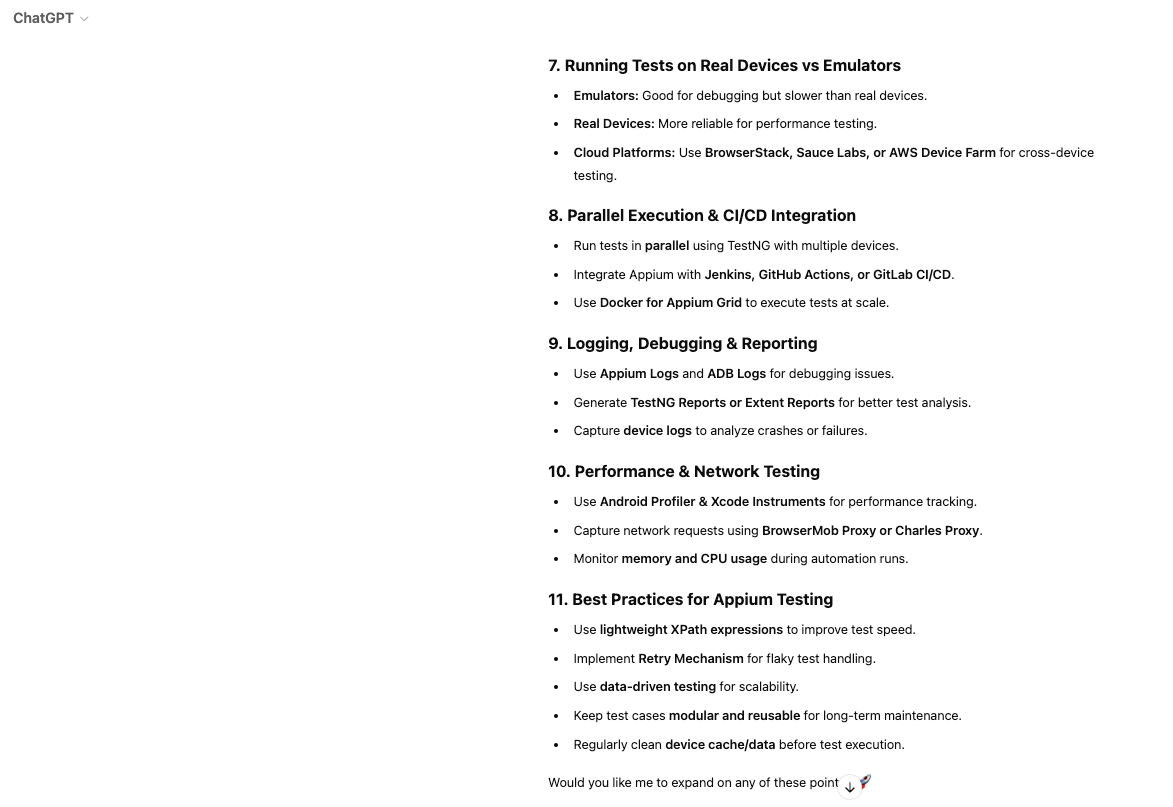 ChatGPT
7. Running Tests on Real Devices vs Emulators
• Emulators: Good for debugging but slower than real devices.
• Real Devices: More reliable for performance testing.
• Cloud Platforms: Use BrowserStack, Sauce Labs, or AWS Device Farm for cross-device
testing.
8. Parallel Execution & CI/CD Integration
• Run tests in parallel using TestNG with multiple devices.
• Integrate Appium with Jenkins, GitHub Actions, or GitLab CI/CD.
• Use Docker for Appium Grid to execute tests at scale.
9. Logging, Debugging & Reporting
• Use Appium Logs and ADB Logs for debugging issues.
• Generate TestNG Reports or Extent Reports for better test analysis.
• Capture device logs to analyze crashes or failures.
10. Performance & Network Testing
• Use Android Profiler & Xcode Instruments for performance tracking.
• Capture network requests using BrowserMob Proxy or Charles Proxy.
• Monitor memory and CPU usage during automation runs.
11. Best Practices for Appium Testing
• Use lightweight XPath expressions to improve test speed.
• Implement Retry Mechanism for flaky test handling.
• Use data-driven testing for scalability.
• Keep test cases modular and reusable for long-term maintenance.
• Regularly clean device cache/data before test execution.
Would you like me to expand on any of these point 🚀